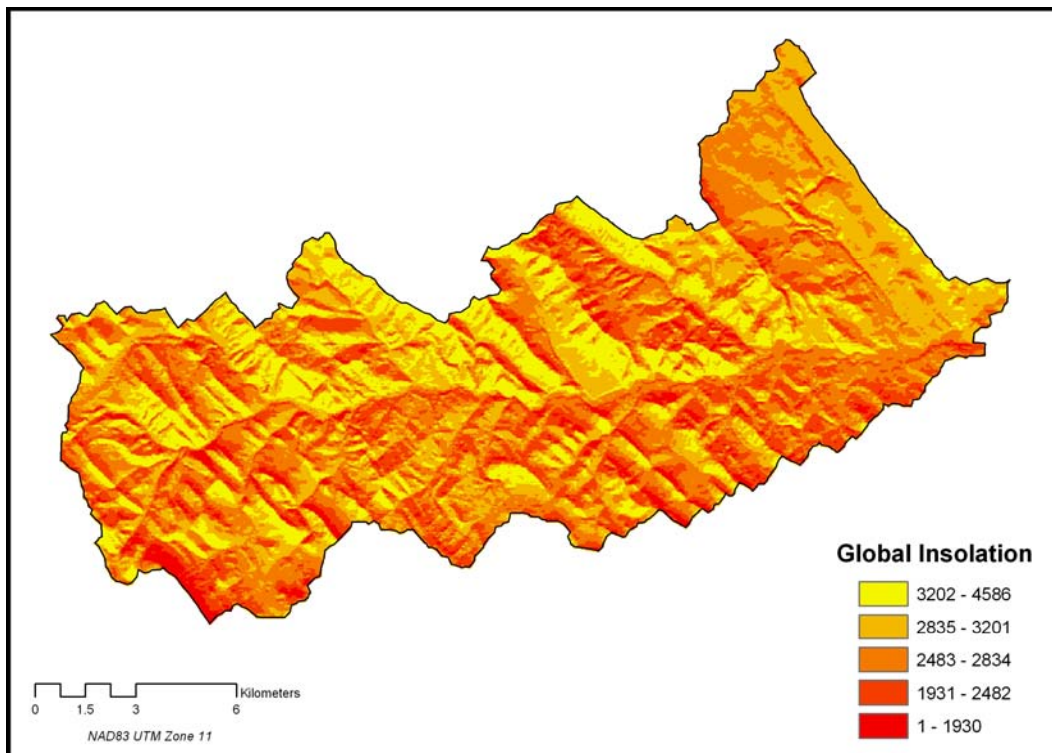 Global Insolation
3202 - 4586
2835 - 3201
2483 - 2834
1931 - 2482
1 - 1930
Kilometers
0 1.5 3 6
NAD83 UTM Zone 11